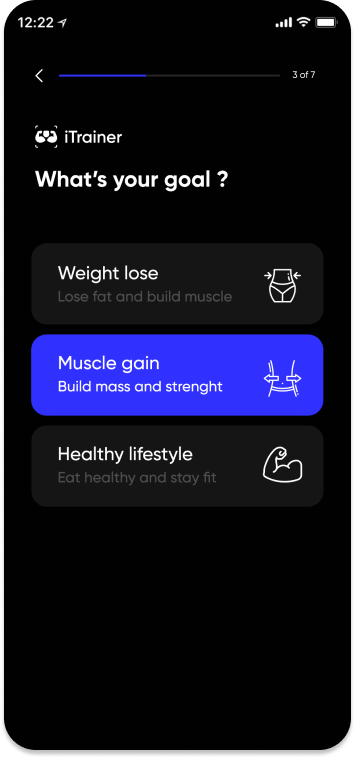 12:22
3 of 7
iTrainer
What's your goal ?
Weight lose
Lose fat and build muscle
Muscle gain
Build mass and strenght
Healthy lifestyle
Eat healthy and stay fit